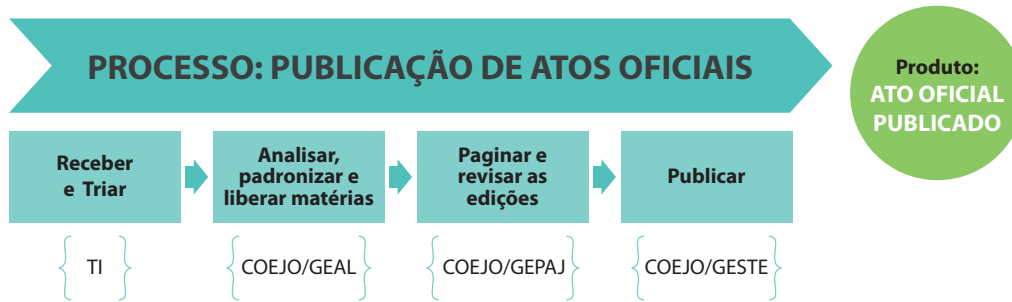 PROCESSO: PUBLICAÇÃO DE ATOS OFICIAIS
Produto:
ATO OFICIAL
PUBLICADO
Receber
e Triar
Analisar,
padronizar e
liberar matérias
Paginar e
revisar as
edições
Publicar
TI
COEJO/GEAL
COEJO/GEPAJ
COEJO/GESTE